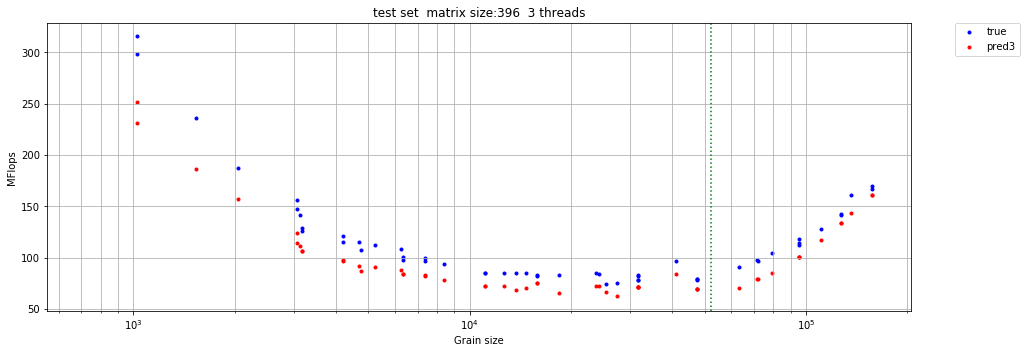 test set  matrix size:396  3 threads
true
pred3
MFlops
300
250
200
150
100
50
10³
10⁴
10⁵
Grain size